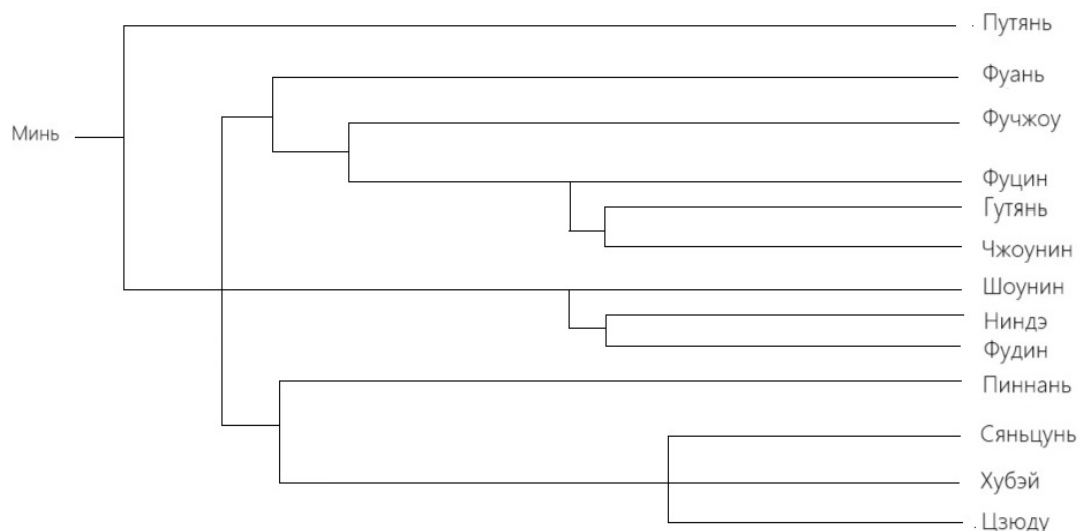 Путянь
Фуань
Минь
Фучжоу
Фуцин
Гутянь
Чжоунин
Шоунин
Ниндэ
Фудин
Пиннань
Сяньцунь
Хубэй
Цзюду